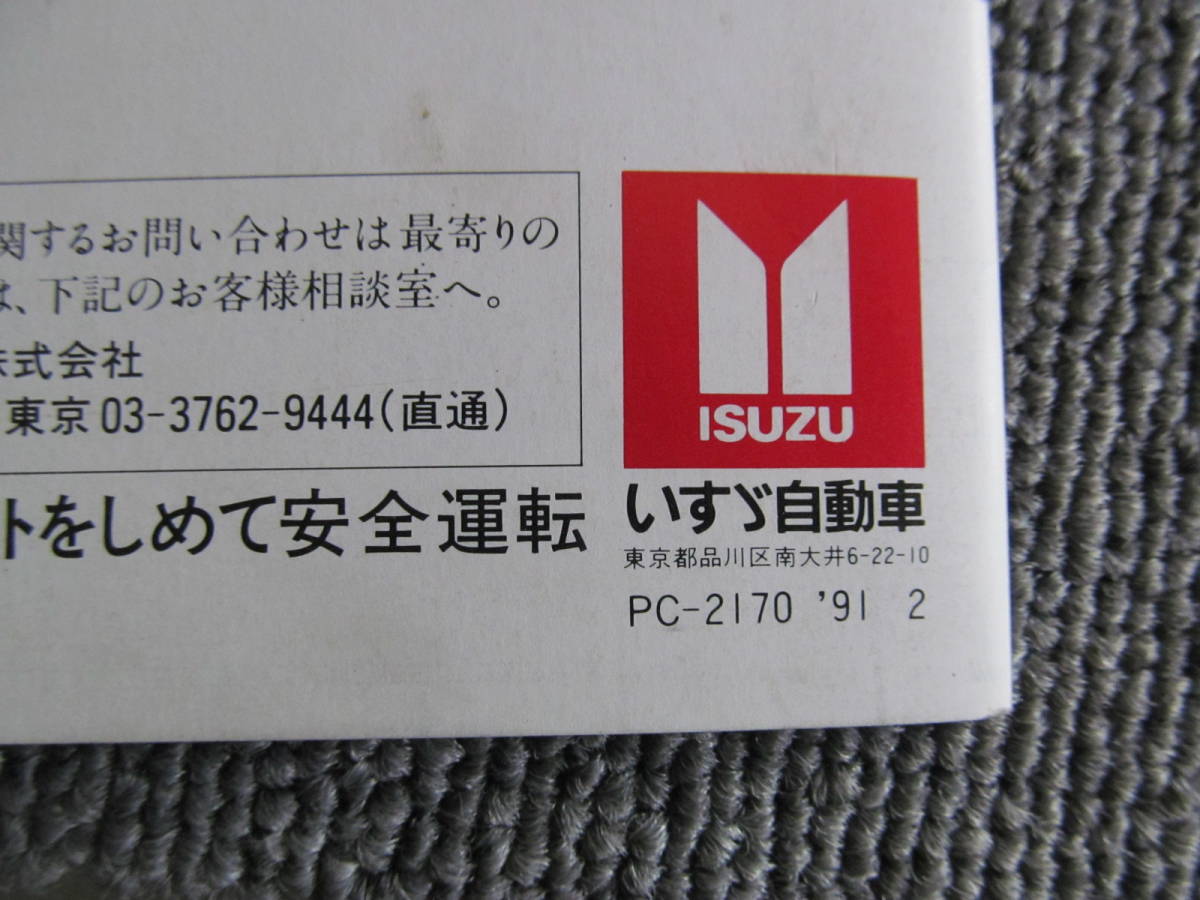 関するお問い合わせは最寄りの
は、下記のお客様相談室へ。
株式会社
東京 03-3762-9444(直通)
トをしめて安全運転
ISUZU
いすゞ自動車
東京都品川区南大井6-22-10
PC-2170 '91 2